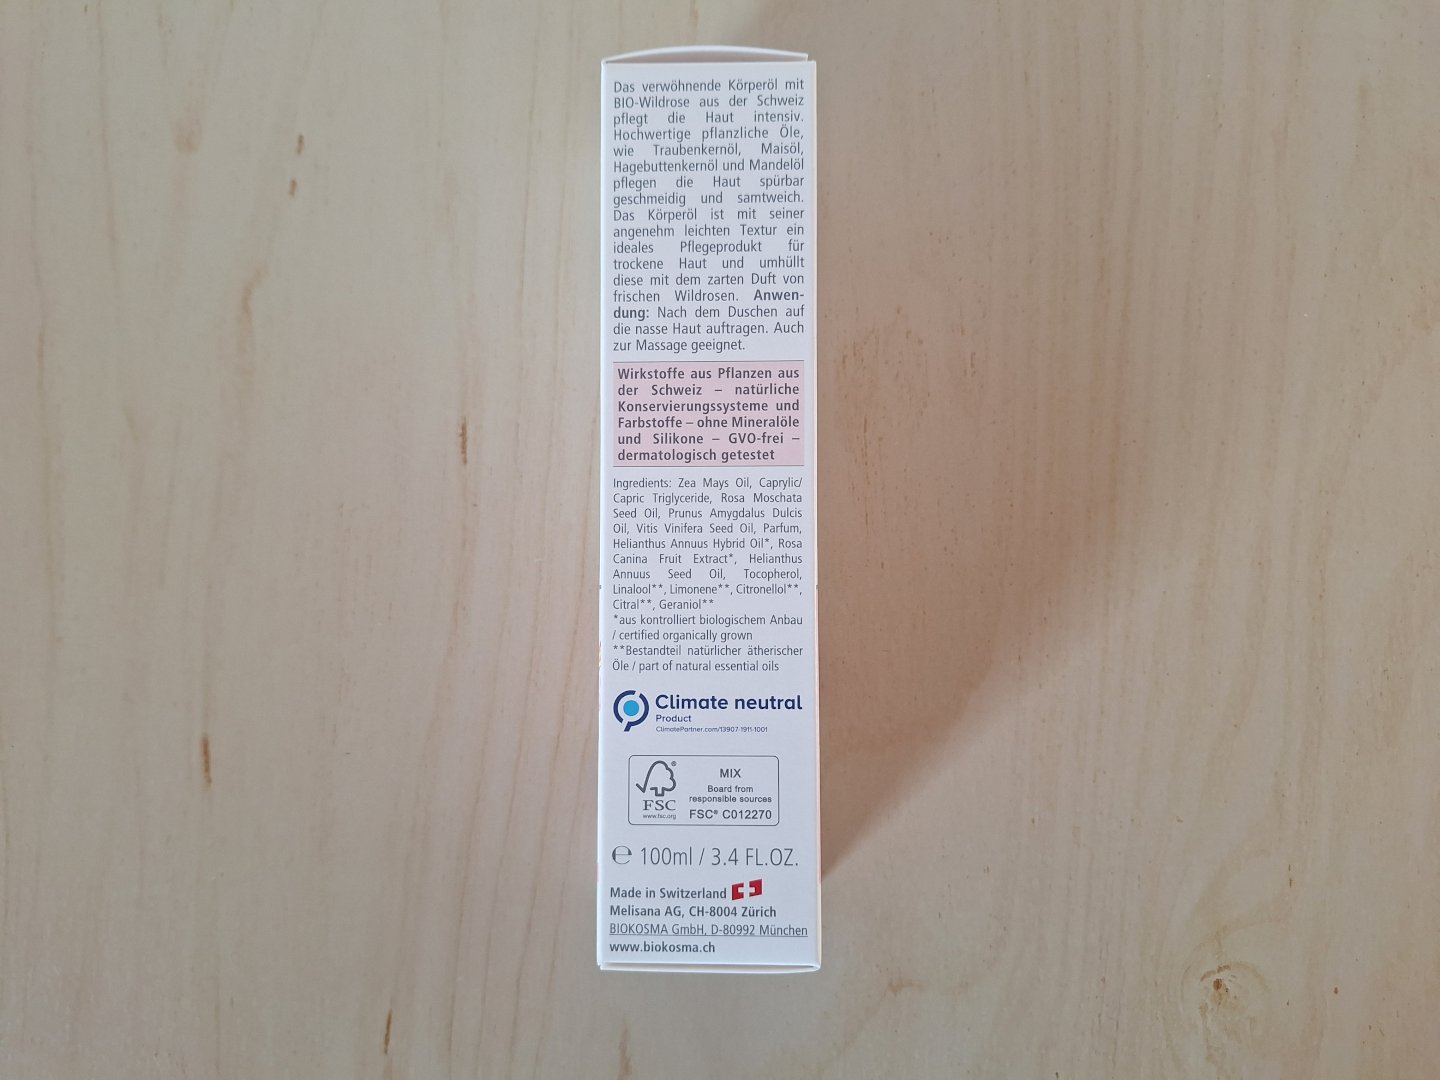 Das verwöhnende Körperöl mit
BIO-Wildrose aus der Schweiz
pflegt die Haut intensiv.
Hochwertige pflanzliche Öle,
wie Traubenkernöl, Maisöl,
Hagebuttenkernöl und Mandelöl
pflegen die Haut spürbar
geschmeidig und samtweich.
Das Körperöl ist mit seiner
angenehm leichten Textur ein
ideales Pflegeprodukt für
trockene Haut und umhüllt
diese mit dem zarten Duft von
frischen Wildrosen. Anwen-
dung: Nach dem Duschen auf
die nasse Haut auftragen. Auch
zur Massage geeignet.
Wirkstoffe aus Pflanzen aus
der Schweiz – natürliche
Konservierungssysteme und
Farbstoffe – ohne Mineralöle
und Silikone – GVO-frei –
dermatologisch getestet
Ingredients: Zea Mays Oil, Caprylic/
Capric Triglyceride, Rosa Moschata
Seed Oil, Prunus Amygdalus Dulcis
Oil, Vitis Vinifera Seed Oil, Parfum,
Helianthus Annuus Hybrid Oil*, Rosa
Canina Fruit Extract*, Helianthus
Annuus Seed Oil, Tocopherol,
Linalool**, Limonene**, Citronellol**,
Citral**, Geraniol**
*aus kontrolliert biologischem Anbau
/ certified organically grown
**Bestandteil natürlicher ätherischer
Öle / part of natural essential oils
Climate neutral
Product
ClimatePartner.com/13907-1911-1001
FSC®
www.fsc.org
MIX
Board from
responsible sources
FSC® C012270
℮ 100ml / 3.4 FL.OZ.
Made in Switzerland
Melisana AG, CH-8004 Zürich
BIOKOSMA GmbH, D-80992 München
www.biokosma.ch